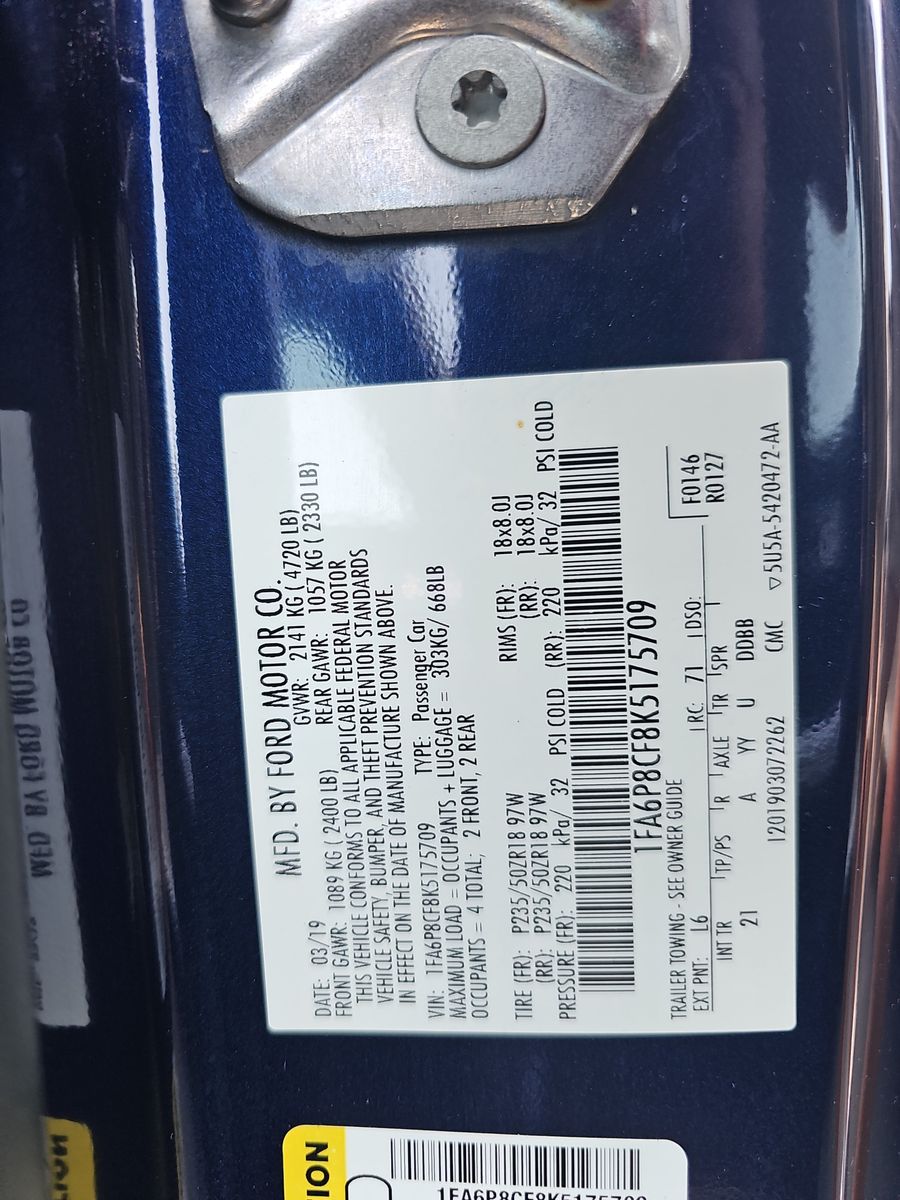 MFD. BY FORD MOTOR CO.
DATE: 03/19 GVWR: 2141 KG ( 4720 LB)
FRONT GAWR: 1089 KG ( 2400 LB) REAR GAWR: 1057 KG ( 2330 LB)
THIS VEHICLE CONFORMS TO ALL APPLICABLE FEDERAL MOTOR
VEHICLE SAFETY, BUMPER, AND THEFT PREVENTION STANDARDS
IN EFFECT ON THE DATE OF MANUFACTURE SHOWN ABOVE.
VIN: 1FA6P8CF8K5175709 TYPE: Passenger Car
MAXIMUM LOAD = OCCUPANTS + LUGGAGE = 303KG/ 668LB
OCCUPANTS = 4 TOTAL; 2 FRONT, 2 REAR
TIRE (FR): P235/50ZR18 97W RIMS (FR): 18x8.0J
(RR): P235/50ZR18 97W (RR): 18x8.0J
PRESSURE (FR): 220 kPa/ 32 PSI COLD (RR): 220 kPa/ 32 PSI COLD
1FA6P8CF8K5175709
TRAILER TOWING - SEE OWNER GUIDE F0146
EXT PNT: L6 RC: 71 DSO: R0127
INT TR TP/PS R AXLE TR SPR
21 A YY U DDBB
1201903072262 CMC ▽5U5A-5420472-AA
TION